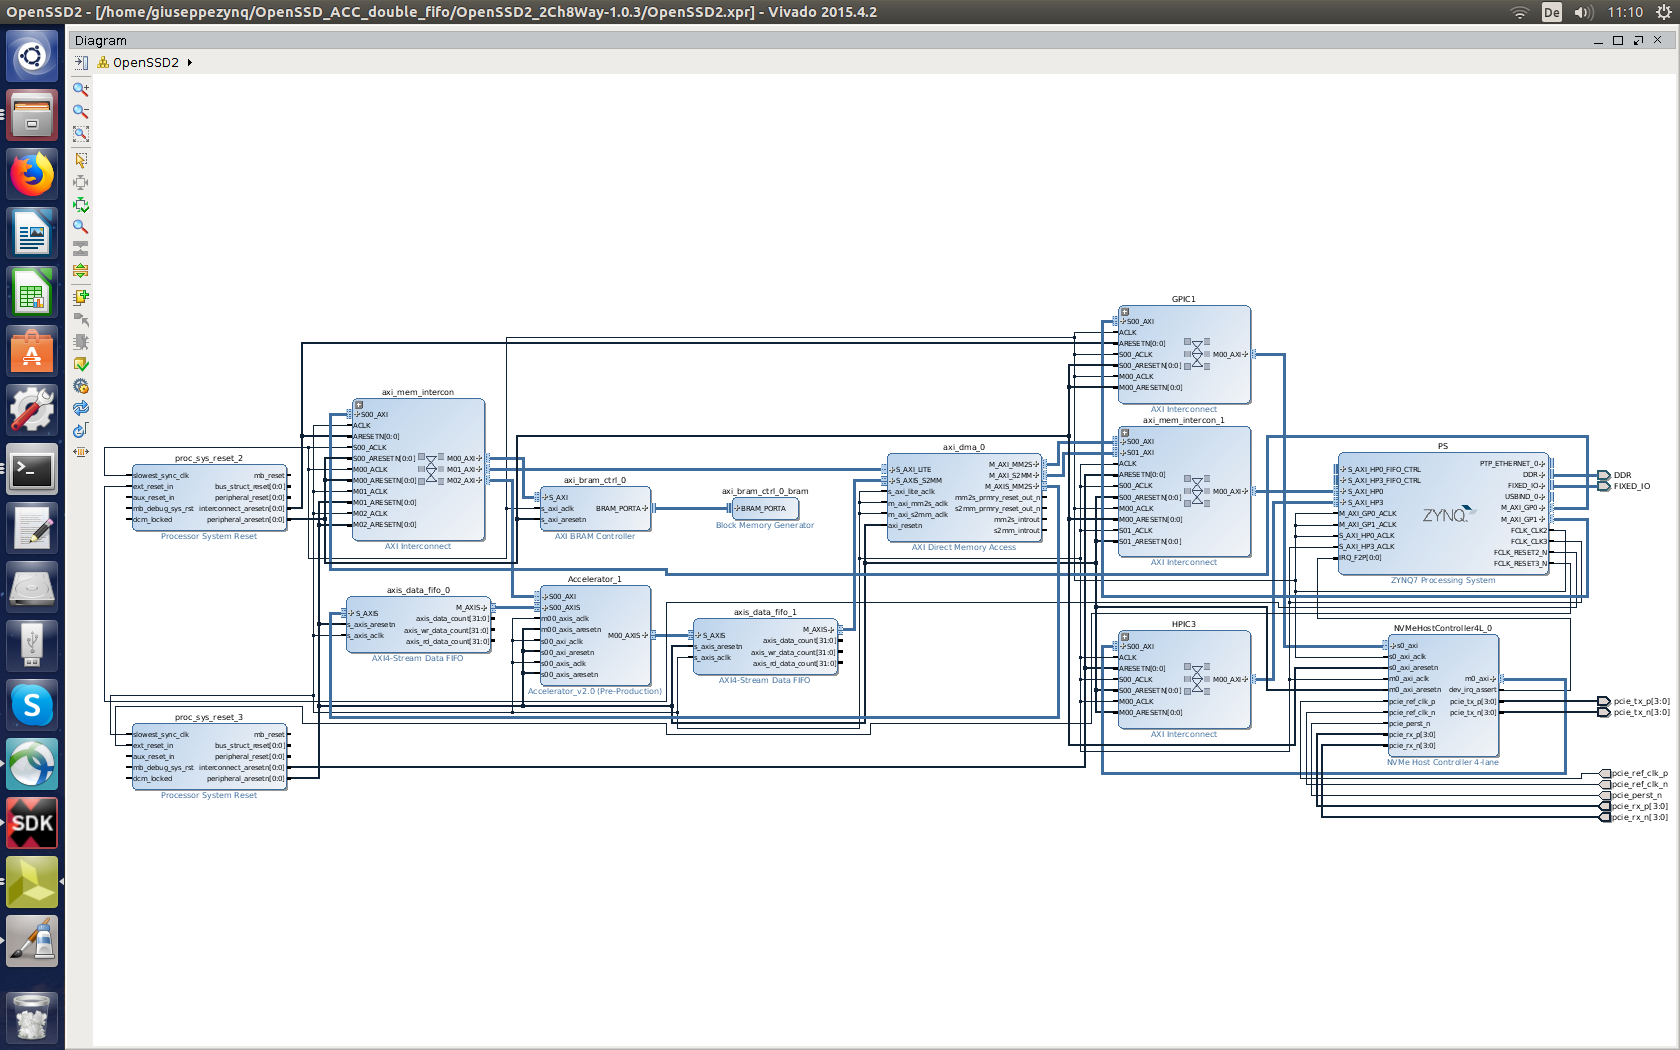 OpenSSD2 - [/home/giuseppezynq/OpenSSD_ACC_double_fifo/OpenSSD2_2Ch8Way-1.0.3/OpenSSD2.xpr] - Vivado 2015.4.2
De
11:10
Diagram
OpenSSD2
GPIC1
S00_AXI
ACLK
ARESETN[0:0]
S00_ACLK
S00_ARESETN[0:0]
M00_ACLK
M00_ARESETN[0:0]
M00_AXI
AXI Interconnect
axi_mem_intercon
S00_AXI
ACLK
ARESETN[0:0]
S00_ACLK
S00_ARESETN[0:0]
M00_ACLK
M00_ARESETN[0:0]
M01_ACLK
M01_ARESETN[0:0]
M02_ACLK
M02_ARESETN[0:0]
M00_AXI
M01_AXI
M02_AXI
AXI Interconnect
proc_sys_reset_2
slowest_sync_clk
ext_reset_in
aux_reset_in
mb_debug_sys_rst
dcm_locked
mb_reset
bus_struct_reset[0:0]
peripheral_reset[0:0]
interconnect_aresetn[0:0]
peripheral_aresetn[0:0]
Processor System Reset
axi_bram_ctrl_0
S_AXI
s_axi_aclk
s_axi_aresetn
BRAM_PORTA
AXI BRAM Controller
axi_bram_ctrl_0_bram
BRAM_PORTA
Block Memory Generator
axi_dma_0
S_AXI_LITE
S_AXIS_S2MM
s_axi_lite_aclk
m_axi_mm2s_aclk
m_axi_s2mm_aclk
axi_resetn
M_AXI_MM2S
M_AXI_S2MM
M_AXIS_MM2S
mm2s_prmry_reset_out_n
s2mm_prmry_reset_out_n
mm2s_introut
s2mm_introut
AXI Direct Memory Access
axi_mem_intercon_1
S00_AXI
S01_AXI
ACLK
ARESETN[0:0]
S00_ACLK
S00_ARESETN[0:0]
M00_ACLK
M00_ARESETN[0:0]
S01_ACLK
S01_ARESETN[0:0]
M00_AXI
AXI Interconnect
PS
S_AXI_HP0_FIFO_CTRL
S_AXI_HP3_FIFO_CTRL
S_AXI_HP0
S_AXI_HP3
M_AXI_GP0_ACLK
M_AXI_GP1_ACLK
S_AXI_HP0_ACLK
S_AXI_HP3_ACLK
IRQ_F2P[0:0]
ZYNQ
PTP_ETHERNET_0
DDR
FIXED_IO
USBIND_0
M_AXI_GP0
M_AXI_GP1
FCLK_CLK2
FCLK_CLK3
FCLK_RESET2_N
FCLK_RESET3_N
ZYNQ7 Processing System
DDR
FIXED_IO
axis_data_fifo_0
S_AXIS
s_axis_aresetn
s_axis_aclk
M_AXIS
axis_data_count[31:0]
axis_wr_data_count[31:0]
axis_rd_data_count[31:0]
AXI4-Stream Data FIFO
Accelerator_1
S00_AXI
S00_AXIS
m00_axis_aclk
m00_axis_aresetn
s00_axi_aclk
s00_axi_aresetn
s00_axis_aclk
s00_axis_aresetn
M00_AXIS
Accelerator_v2.0 (Pre-Production)
axis_data_fifo_1
S_AXIS
s_axis_aresetn
s_axis_aclk
M_AXIS
axis_data_count[31:0]
axis_wr_data_count[31:0]
axis_rd_data_count[31:0]
AXI4-Stream Data FIFO
HPIC3
S00_AXI
ACLK
ARESETN[0:0]
S00_ACLK
S00_ARESETN[0:0]
M00_ACLK
M00_ARESETN[0:0]
M00_AXI
AXI Interconnect
NVMeHostController4L_0
s0_axi
s0_axi_aclk
s0_axi_aresetn
m0_axi_aclk
m0_axi_aresetn
pcie_ref_clk_p
pcie_ref_clk_n
pcie_perst_n
pcie_rx_p[3:0]
pcie_rx_n[3:0]
m0_axi
dev_irq_assert
pcie_tx_p[3:0]
pcie_tx_n[3:0]
NVMe Host Controller 4-lane
pcie_tx_p[3:0]
pcie_tx_n[3:0]
proc_sys_reset_3
slowest_sync_clk
ext_reset_in
aux_reset_in
mb_debug_sys_rst
dcm_locked
mb_reset
bus_struct_reset[0:0]
peripheral_reset[0:0]
interconnect_aresetn[0:0]
peripheral_aresetn[0:0]
Processor System Reset
pcie_ref_clk_p
pcie_ref_clk_n
pcie_perst_n
pcie_rx_p[3:0]
pcie_rx_n[3:0]
SDK